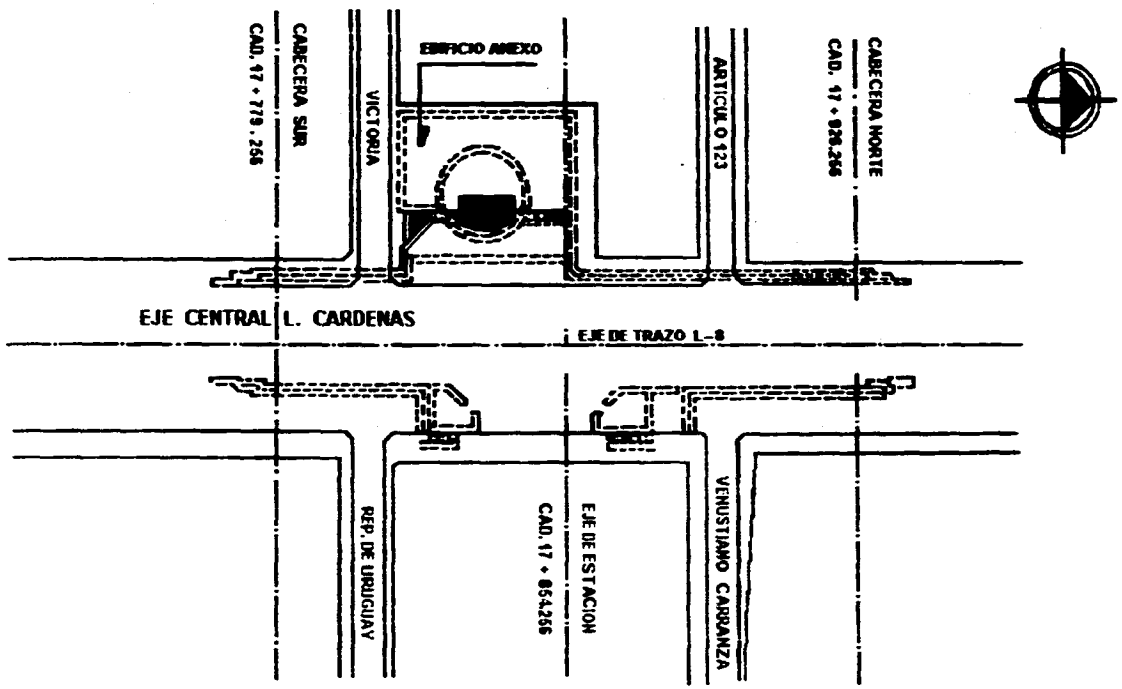 EDIFICIO ANEXO
CABECERA SUR
CAD. 17 + 779.256
VICTORIA
ARTICULO 123
CABECERA NORTE
CAD. 17 + 928.256
EJE CENTRAL L. CARDENAS
EJE DE TRAZO L-8
REP. DE URUGUAY
EJE DE ESTACION
CAD. 17 + 854.256
VENUSTIANO CARRANZA